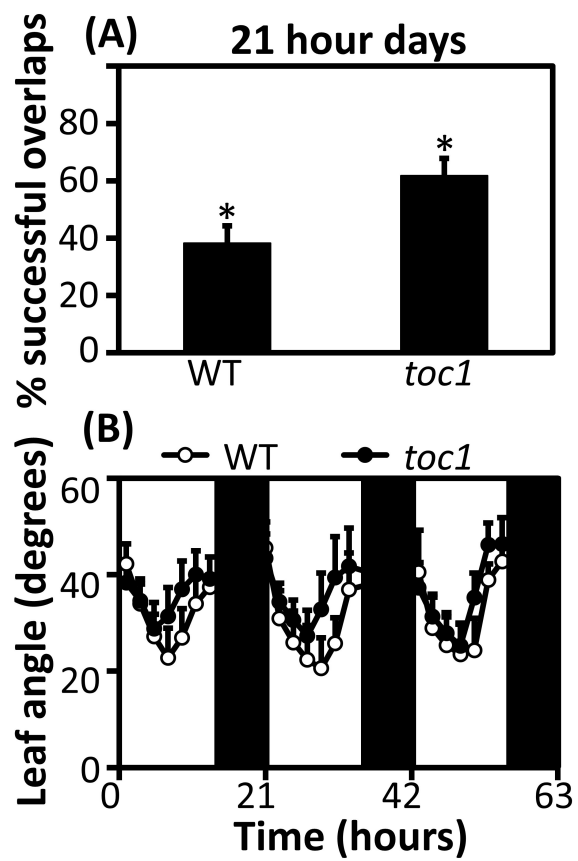 (A) 21 hour days
% successful overlaps
80
60
40
20
0
*
*
WT toc1
(B)
WT toc1
Leaf angle (degrees)
60
40
20
0
0 21 42 63
Time (hours)